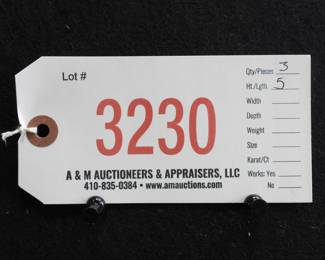 Lot #
3230
A & M AUCTIONEERS & APPRAISERS, LLC
410-835-0384 • www.amauctions.com
Qty/Pieces 3
Ht./Lgth. 5
Width
Depth
Weight
Size
Karat/Ct
Works: Yes
No